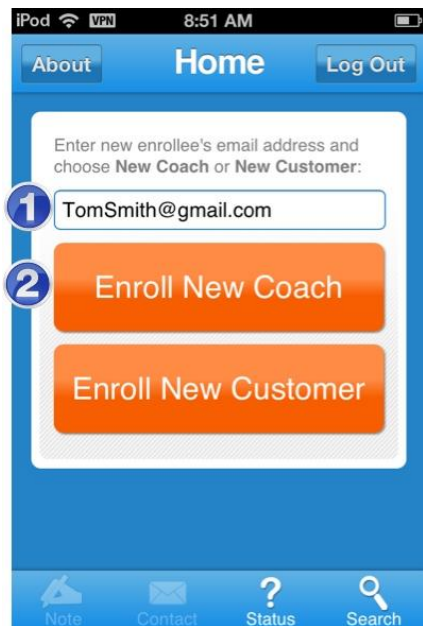 iPod VPN 8:51 AM
About Home Log Out
Enter new enrollee's email address and
choose New Coach or New Customer:
1 TomSmith@gmail.com
2 Enroll New Coach
Enroll New Customer
Note Contact Status Search